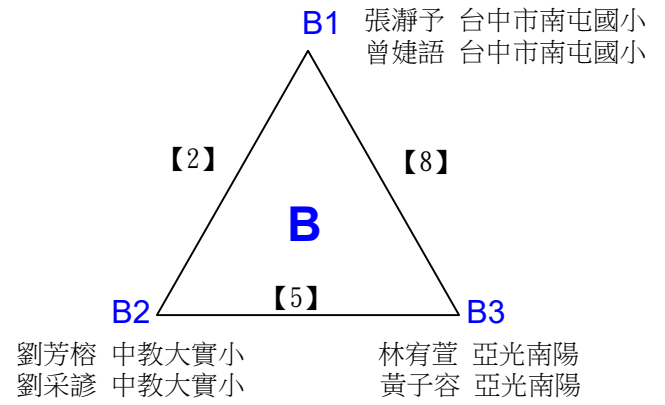 B1
張瀞予 台中市南屯國小
曾婕語 台中市南屯國小
【2】
【8】
B
【5】
B2
B3
劉芳榕 中教大實小
劉采諺 中教大實小
林宥萱 亞光南陽
黃子容 亞光南陽